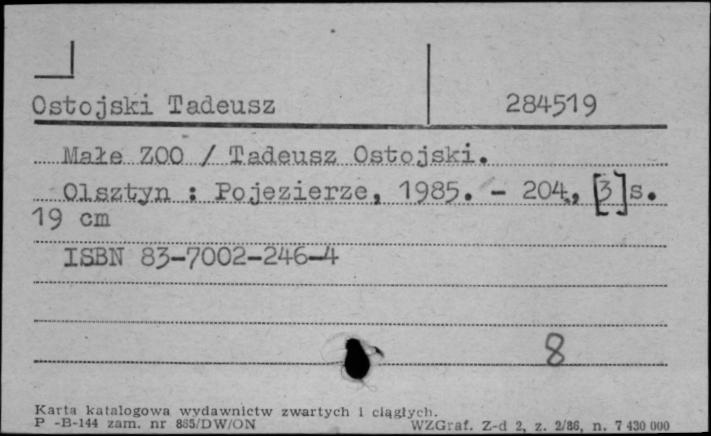 Ostojski Tadeusz 284519
Małe ZOO / Tadeusz Ostojski.
Olsztyn : Pojezierze, 1985. - 204, [3] s.
19 cm
ISBN 83-7002-246-4
8
Karta katalogowa wydawnictw zwartych i ciągłych.
P -B-144 zam. nr 865/DW/ON WZGraf. Z-d 2, z. 2/86, n. 7 430 000